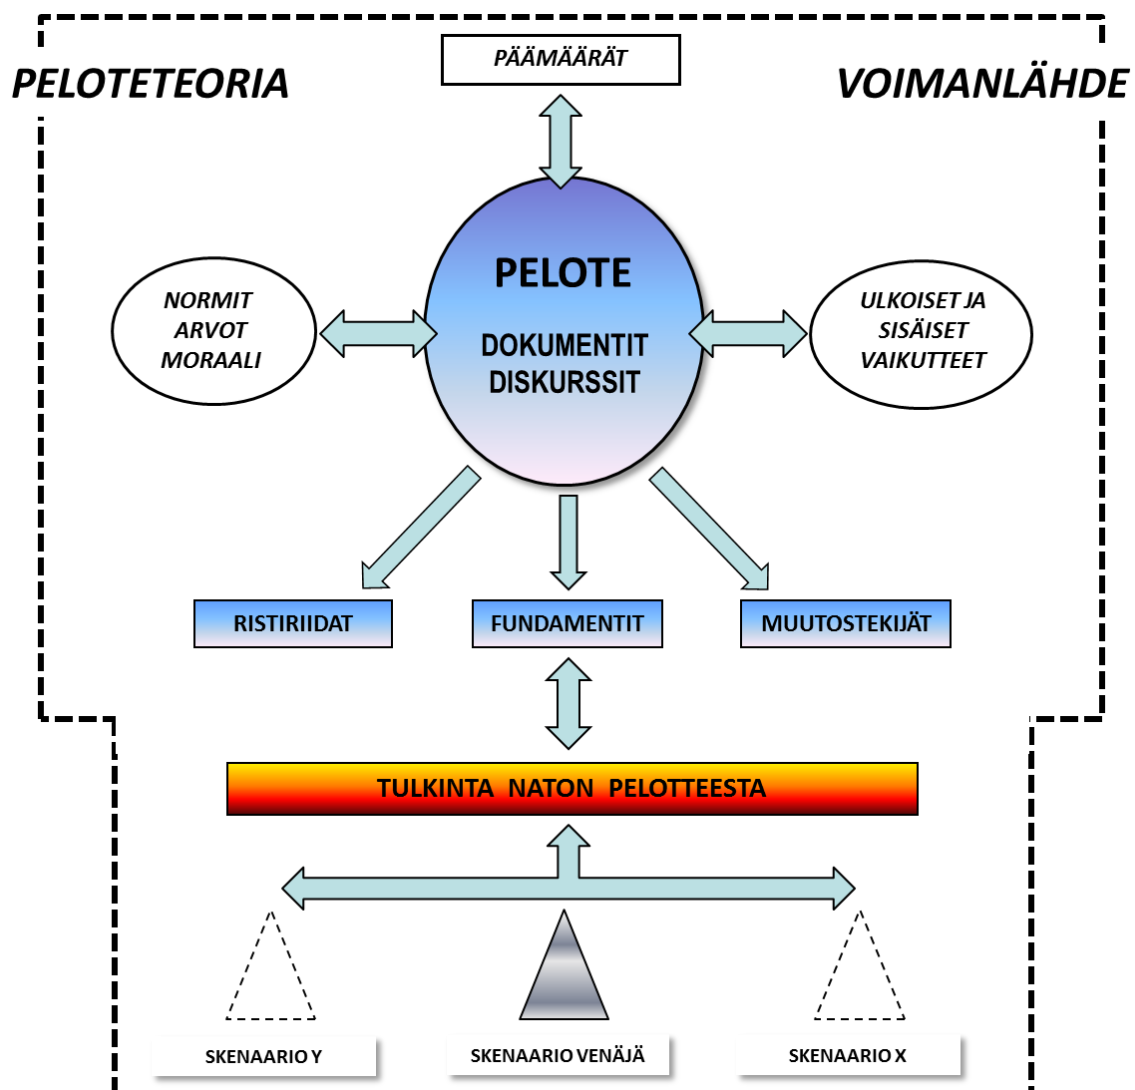 PÄÄMÄÄRÄT
PELOTETEORIA
VOIMANLÄHDE
PELOTE
DOKUMENTIT
DISKURSSIT
NORMIT
ARVOT
MORAALI
ULKOISET JA
SISÄISET
VAIKUTTEET
RISTIRIIDAT
FUNDAMENTIT
MUUTOSTEKIJÄT
TULKINTA NATON PELOTTEESTA
SKENAARIO Y
SKENAARIO VENÄJÄ
SKENAARIO X